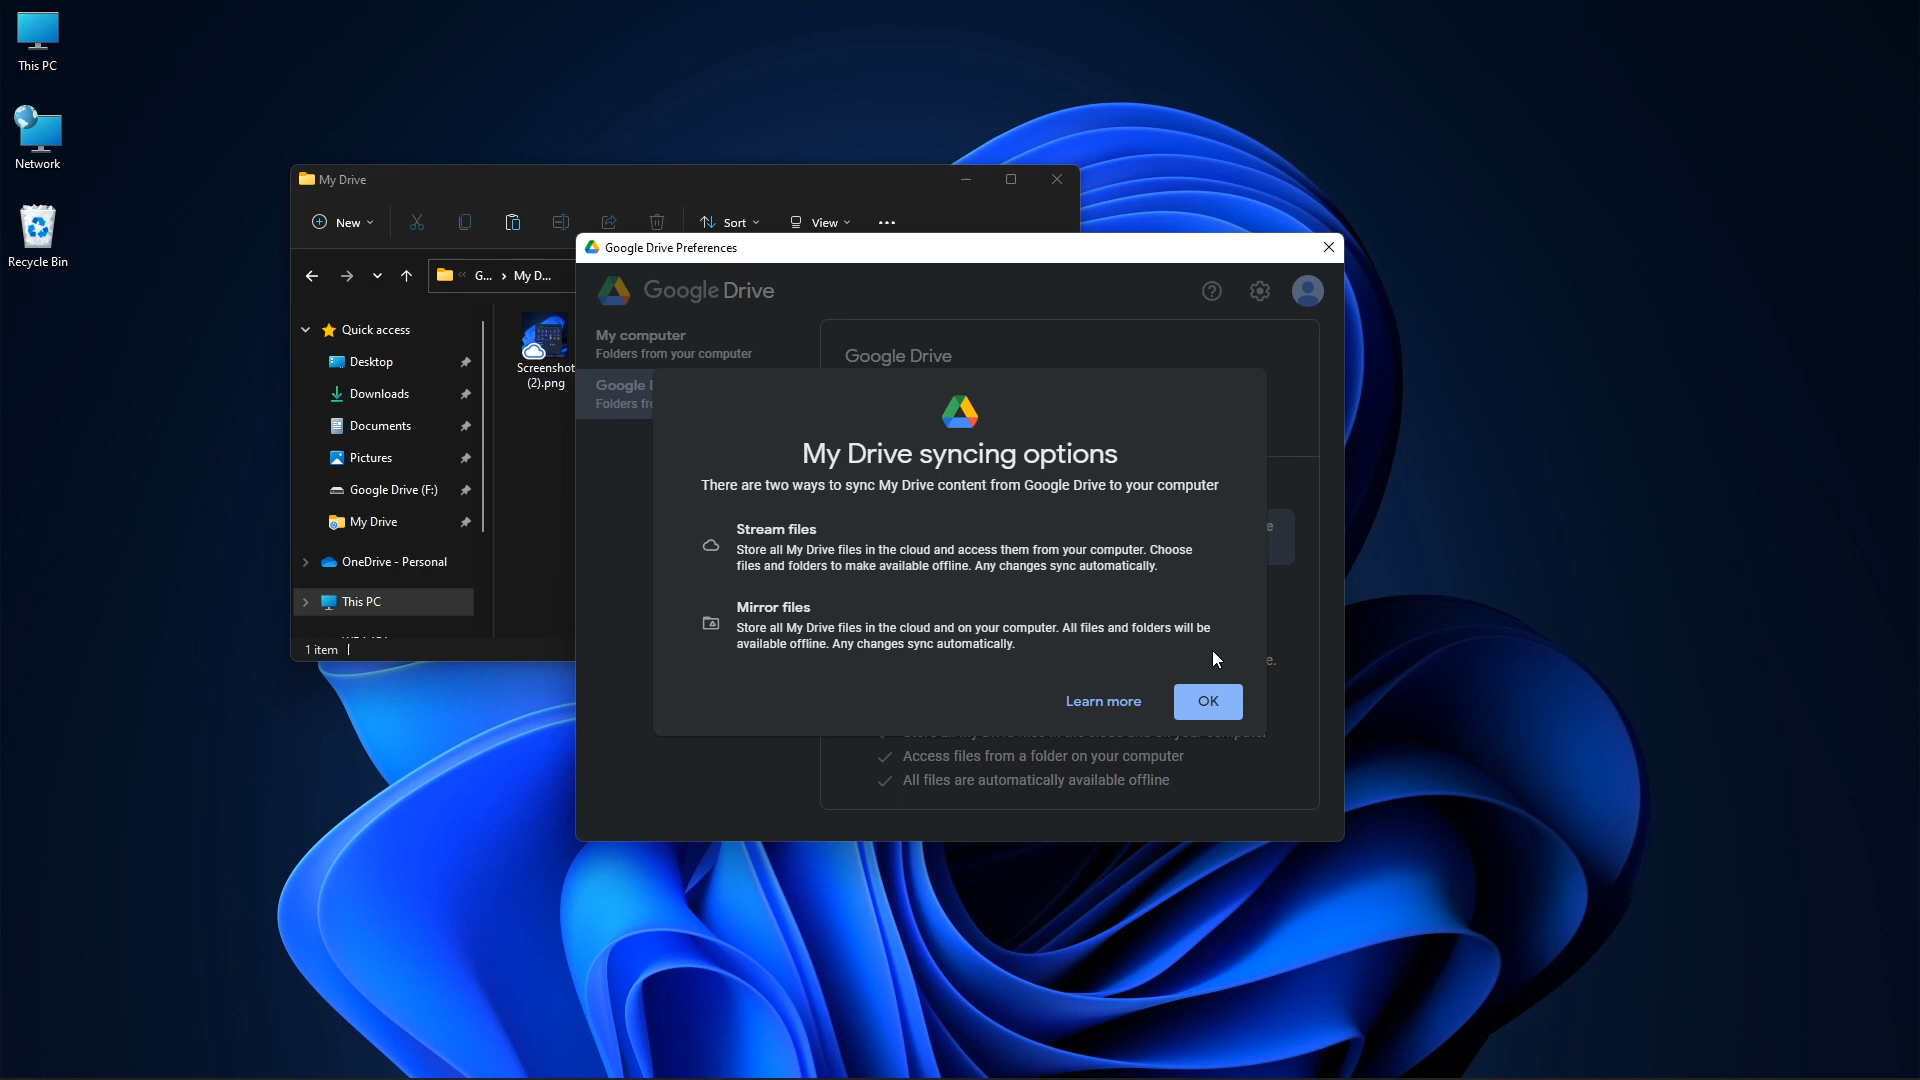 This PC
Network
Recycle Bin
My Drive
New
Sort
View
G... > My D...
Quick access
Desktop
Downloads
Documents
Pictures
Google Drive (F:)
My Drive
OneDrive - Personal
This PC
1 item
Screenshot
(2).png
Google Drive Preferences
Google Drive
My computer
Folders from your computer
Google
Folders
Google Drive
My Drive syncing options
There are two ways to sync My Drive content from Google Drive to your computer
Stream files
Store all My Drive files in the cloud and access them from your computer. Choose
files and folders to make available offline. Any changes sync automatically.
Mirror files
Store all My Drive files in the cloud and on your computer. All files and folders will be
available offline. Any changes sync automatically.
Learn more
OK
Access files from a folder on your computer
All files are automatically available offline